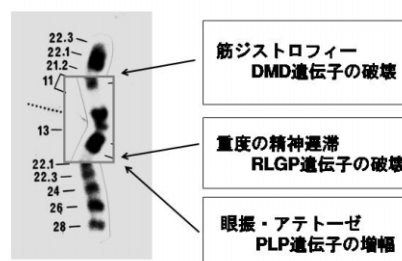 22.3
22.1
21.2
11
13
22.1
22.3
24
26
28
筋ジストロフィー
DMD遺伝子の破壊
重度の精神遅滞
RLGP遺伝子の破壊
眼振・アテトーゼ
PLP遺伝子の増幅